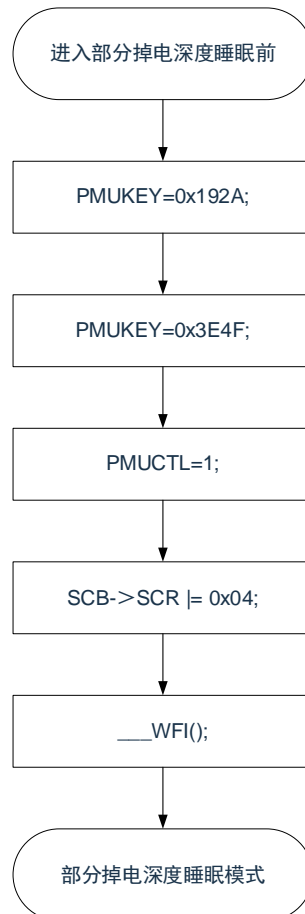 进入部分掉电深度睡眠前
PMUKEY=0x192A;
PMUKEY=0x3E4F;
PMUCTL=1;
SCB->SCR |= 0x04;
___WFI();
部分掉电深度睡眠模式